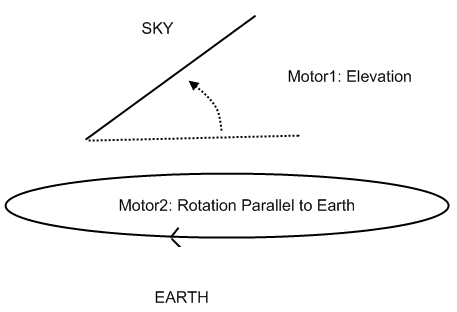 SKY
Motor1: Elevation
Motor2: Rotation Parallel to Earth
EARTH